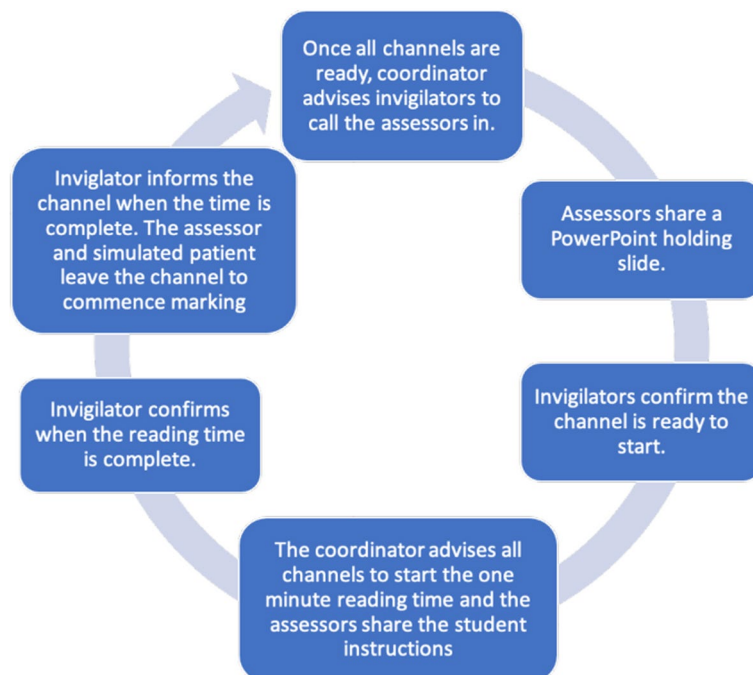 Once all channels are
ready, coordinator
advises invigilators to
call the assessors in.
Assessors share a
PowerPoint holding
slide.
Invigilators confirm the
channel is ready to
start.
The coordinator advises all
channels to start the one
minute reading time and the
assessors share the student
instructions
Invigilator confirms
when the reading time
is complete.
Inviglator informs the
channel when the time is
complete. The assessor
and simulated patient
leave the channel to
commence marking